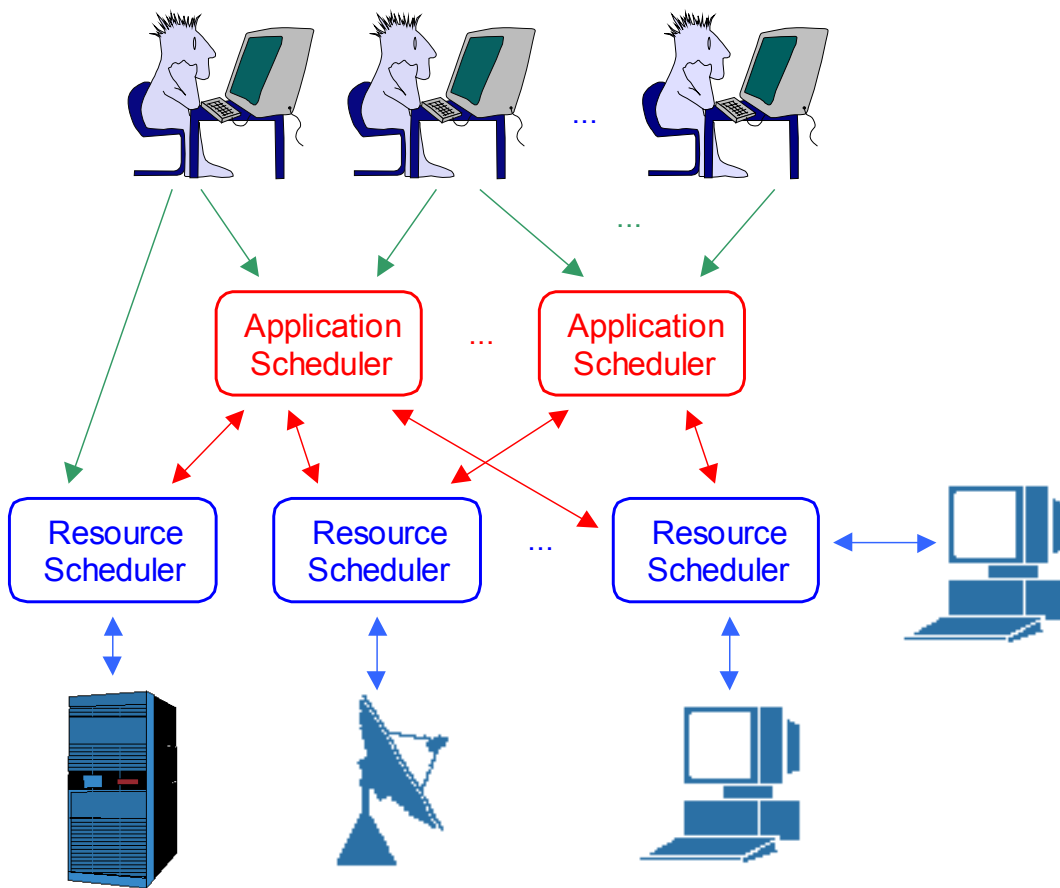 ...
...
Application
Scheduler
...
Application
Scheduler
Resource
Scheduler
Resource
Scheduler
...
Resource
Scheduler